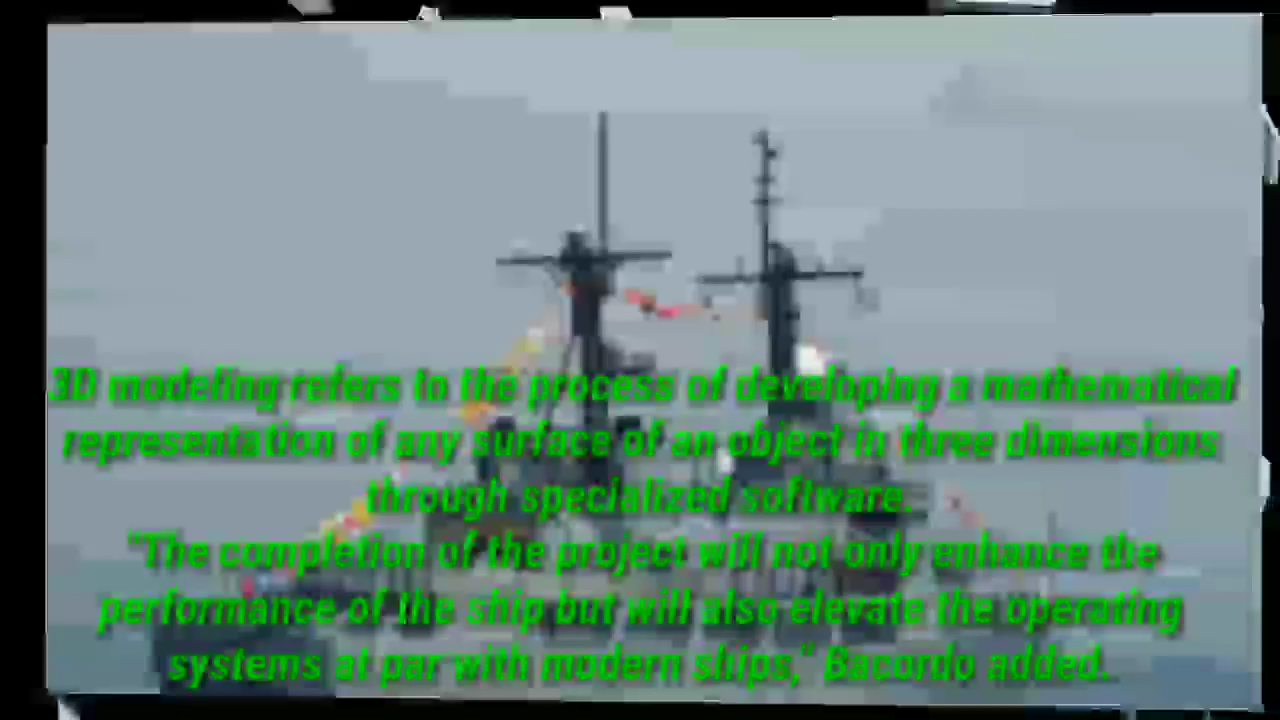 3D modeling refers to the process of developing a mathematical
representation of any surface of an object in three dimensions
through specialized software.
"The completion of the project will not only enhance the
performance of the ship but will also elevate the operating
systems at par with modern ships," Bacordo added.